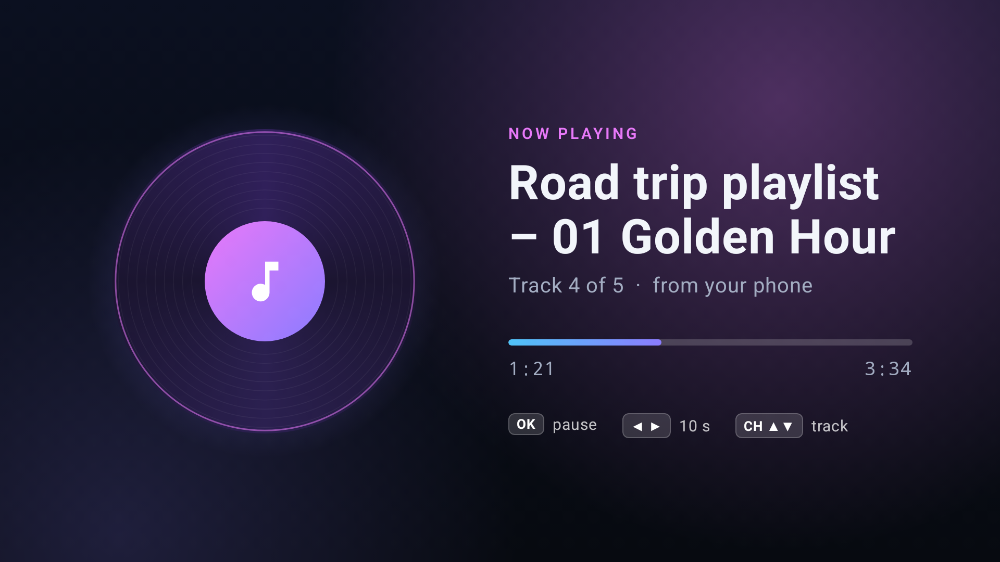 NOW PLAYING
Road trip playlist
– 01 Golden Hour
Track 4 of 5 · from your phone
1:21 3:34
OK pause ◀ ▶ 10 s CH ▲▼ track